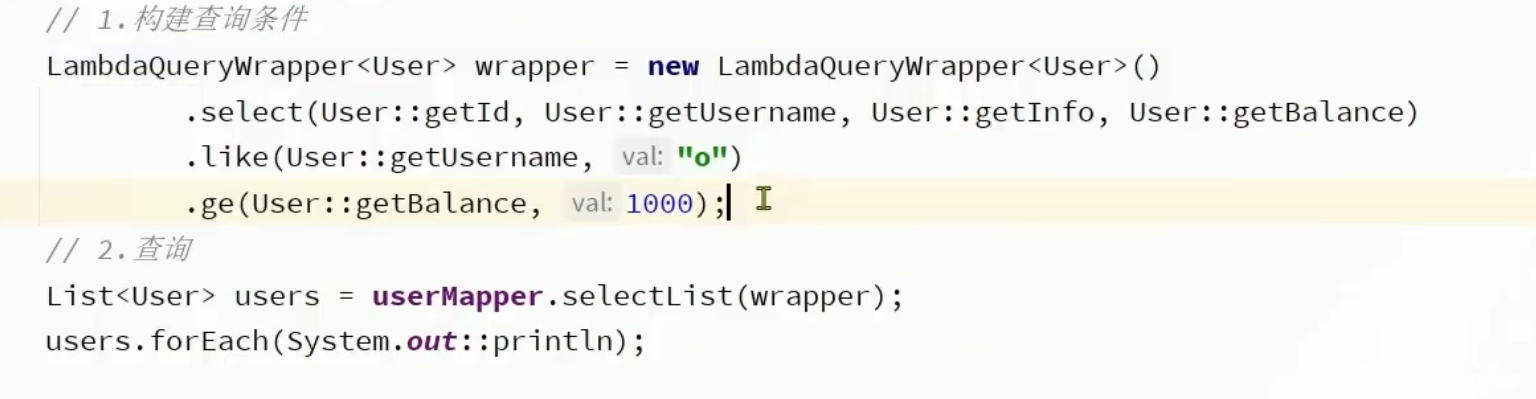 // 1.构建查询条件
LambdaQueryWrapper<User> wrapper = new LambdaQueryWrapper<User>()
.select(User::getId, User::getUsername, User::getInfo, User::getBalance)
.like(User::getUsername, val: "o")
.ge(User::getBalance, val: 1000);
// 2.查询
List<User> users = userMapper.selectList(wrapper);
users.forEach(System.out::println);